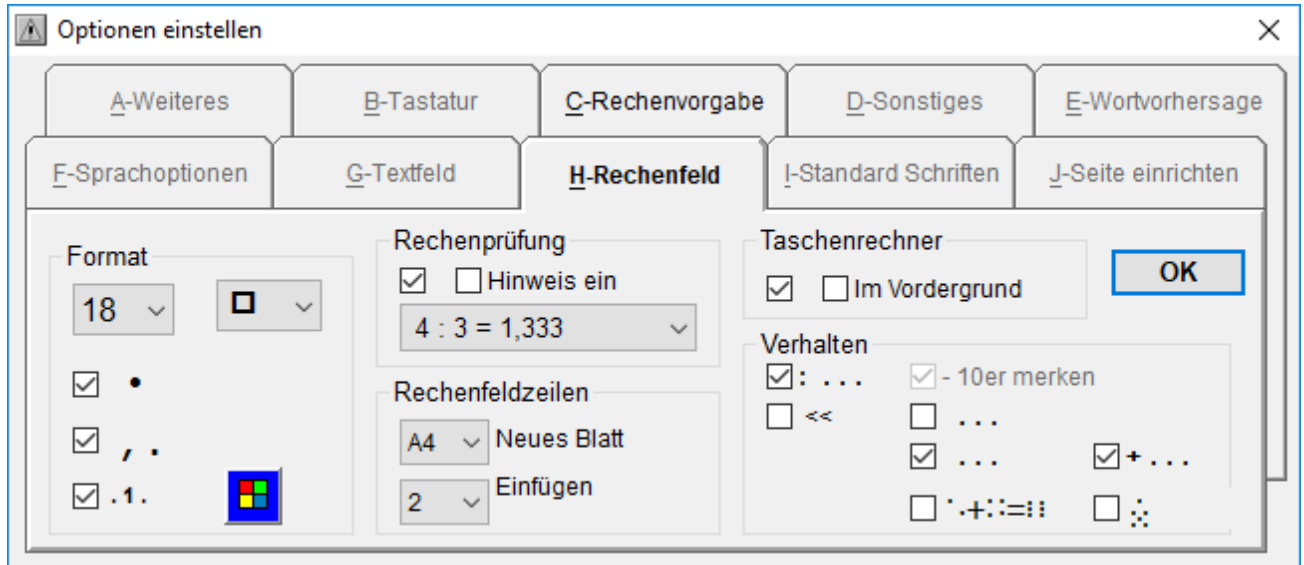 Optionen einstellen
A-Weiteres
B-Tastatur
C-Rechenvorgabe
D-Sonstiges
E-Wortvorhersage
F-Sprachoptionen
G-Textfeld
H-Rechenfeld
I-Standard Schriften
J-Seite einrichten
Format
18
•
, .
.1.
Rechenprüfung
Hinweis ein
4 : 3 = 1,333
Rechenfeldzeilen
A4 Neues Blatt
2 Einfügen
Taschenrechner
Im Vordergrund
OK
Verhalten
: ... - 10er merken
<< ...
... + ...